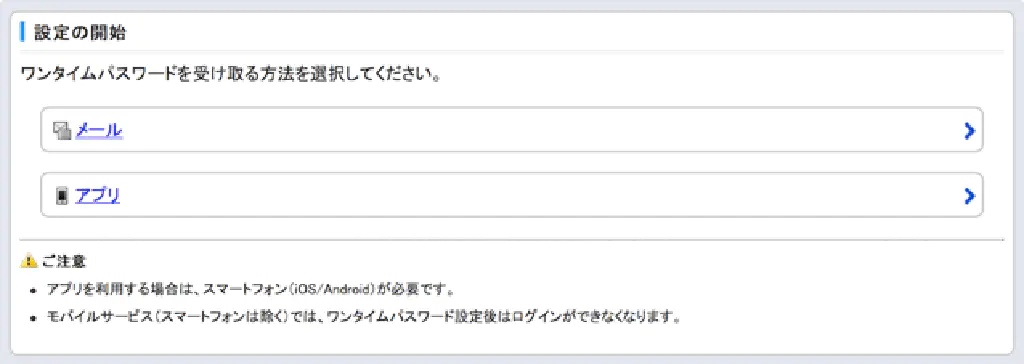 設定の開始
ワンタイムパスワードを受け取る方法を選択してください。
メール
アプリ
ご注意
• アプリを利用する場合は、スマートフォン(iOS/Android)が必要です。
• モバイルサービス(スマートフォンは除く)では、ワンタイムパスワード設定後はログインができなくなります。